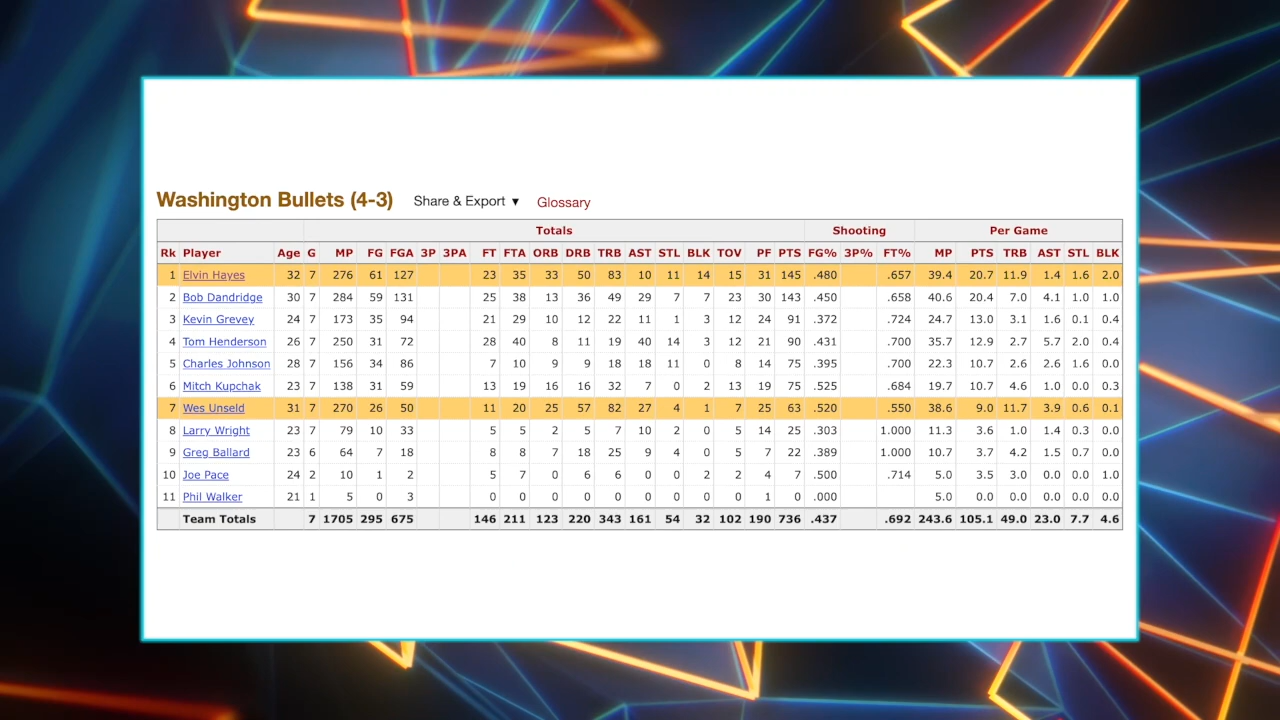 Washington Bullets (4-3) Share & Export ▼ Glossary
Totals Shooting Per Game
Rk Player Age G MP FG FGA 3P 3PA FT FTA ORB DRB TRB AST STL BLK TOV PF PTS FG% 3P% FT% MP PTS TRB AST STL BLK
1 Elvin Hayes 32 7 276 61 127 23 35 33 50 83 10 11 14 15 31 145 .480 .657 39.4 20.7 11.9 1.4 1.6 2.0
2 Bob Dandridge 30 7 284 59 131 25 38 13 36 49 29 7 7 23 30 143 .450 .658 40.6 20.4 7.0 4.1 1.0 1.0
3 Kevin Grevey 24 7 173 35 94 21 29 10 12 22 11 1 3 12 24 91 .372 .724 24.7 13.0 3.1 1.6 0.1 0.4
4 Tom Henderson 26 7 250 31 72 28 40 8 11 19 40 14 3 12 21 90 .431 .700 35.7 12.9 2.7 5.7 2.0 0.4
5 Charles Johnson 28 7 156 34 86 7 10 9 9 18 18 11 0 8 14 75 .395 .700 22.3 10.7 2.6 2.6 1.6 0.0
6 Mitch Kupchak 23 7 138 31 59 13 19 16 16 32 7 0 2 13 19 75 .525 .684 19.7 10.7 4.6 1.0 0.0 0.3
7 Wes Unseld 31 7 270 26 50 11 20 25 57 82 27 4 1 7 25 63 .520 .550 38.6 9.0 11.7 3.9 0.6 0.1
8 Larry Wright 23 7 79 10 33 5 5 2 5 7 10 2 0 5 14 25 .303 1.000 11.3 3.6 1.0 1.4 0.3 0.0
9 Greg Ballard 23 6 64 7 18 8 8 7 18 25 9 4 0 5 7 22 .389 1.000 10.7 3.7 4.2 1.5 0.7 0.0
10 Joe Pace 24 2 10 1 2 5 7 0 6 6 0 0 2 2 4 7 .500 .714 5.0 3.5 3.0 0.0 0.0 1.0
11 Phil Walker 21 1 5 0 3 0 0 0 0 0 0 0 0 0 1 0 .000 5.0 0.0 0.0 0.0 0.0 0.0
Team Totals 7 1705 295 675 146 211 123 220 343 161 54 32 102 190 736 .437 .692 243.6 105.1 49.0 23.0 7.7 4.6